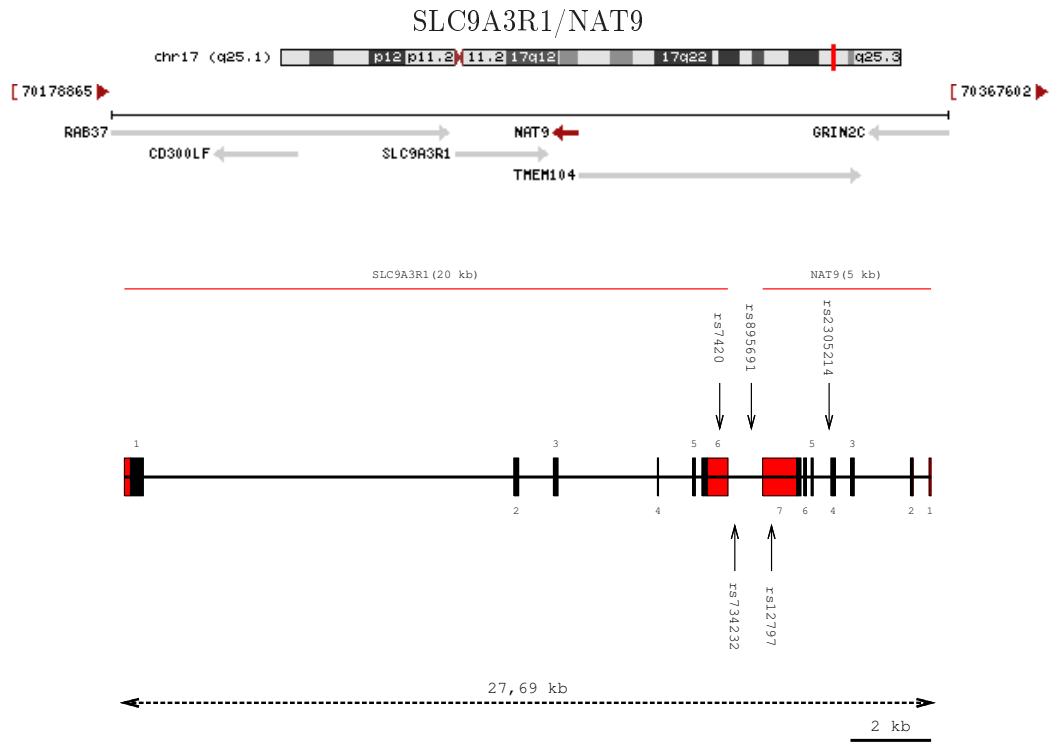 SLC9A3R1/NAT9
chr17 (q25.1) p12 p11.2 11.2 17q12 17q22 q25.3
[ 70178865 [ 70367602
RAB37 NAT9 GRIN2C
CD300LF SLC9A3R1
TMEM104
SLC9A3R1(20 kb) NAT9(5 kb)
rs7420 rs895691 rs2305214
1 3 5 6 5 3
2 4 7 6 4 2 1
rs734232 rs12797
27,69 kb
2 kb